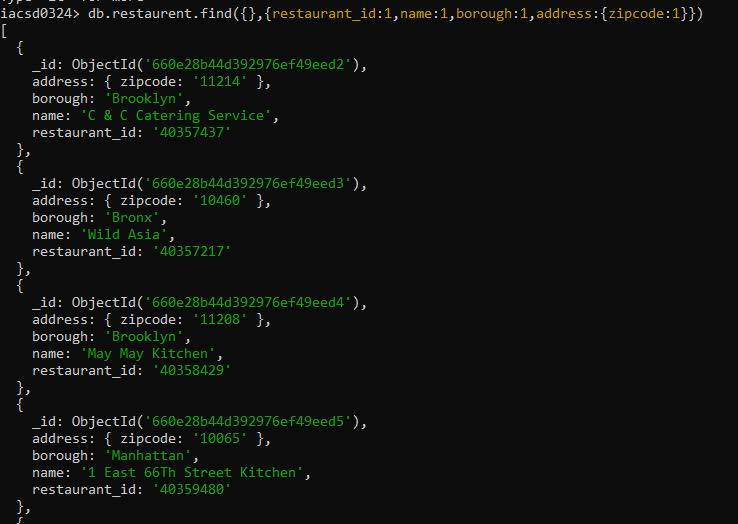 iacsd0324> db.restaurent.find({},{restaurant_id:1,name:1,borough:1,address:{zipcode:1}})
[
  {
    _id: ObjectId('660e28b44d392976ef49eed2'),
    address: { zipcode: '11214' },
    borough: 'Brooklyn',
    name: 'C & C Catering Service',
    restaurant_id: '40357437'
  },
  {
    _id: ObjectId('660e28b44d392976ef49eed3'),
    address: { zipcode: '10460' },
    borough: 'Bronx',
    name: 'Wild Asia',
    restaurant_id: '40357217'
  },
  {
    _id: ObjectId('660e28b44d392976ef49eed4'),
    address: { zipcode: '11208' },
    borough: 'Brooklyn',
    name: 'May May Kitchen',
    restaurant_id: '40358429'
  },
  {
    _id: ObjectId('660e28b44d392976ef49eed5'),
    address: { zipcode: '10065' },
    borough: 'Manhattan',
    name: '1 East 66Th Street Kitchen',
    restaurant_id: '40359480'
  },
  {